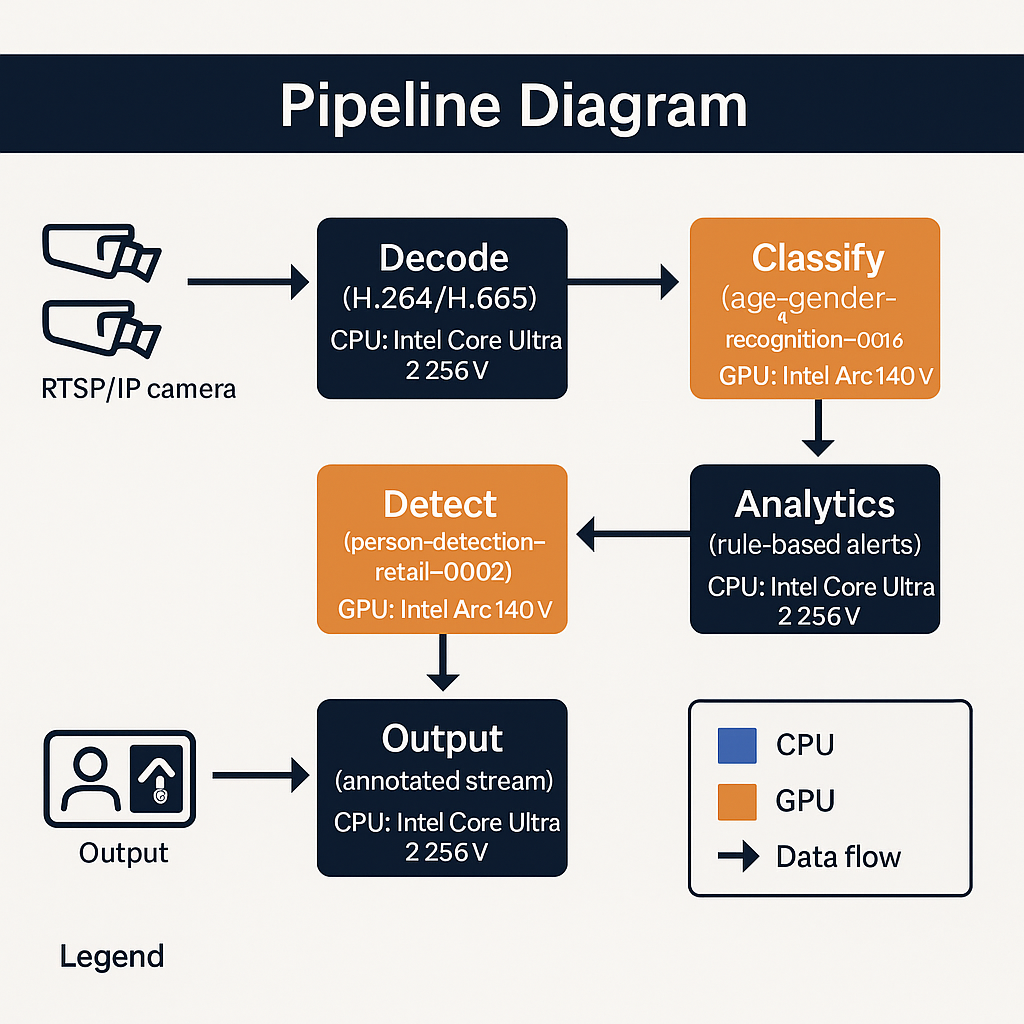 Pipeline Diagram
RTSP/IP camera
Decode
(H.264/H.665)
CPU: Intel Core Ultra
2 256 V
Classify
(age-gender-
recognition-0016
GPU: Intel Arc 140 V
Detect
(person-detection-
retail-0002)
GPU: Intel Arc 140 V
Analytics
(rule-based alerts)
CPU: Intel Core Ultra
2 256 V
Output
Output
(annotated stream)
CPU: Intel Core Ultra
2 256 V
CPU
GPU
Data flow
Legend